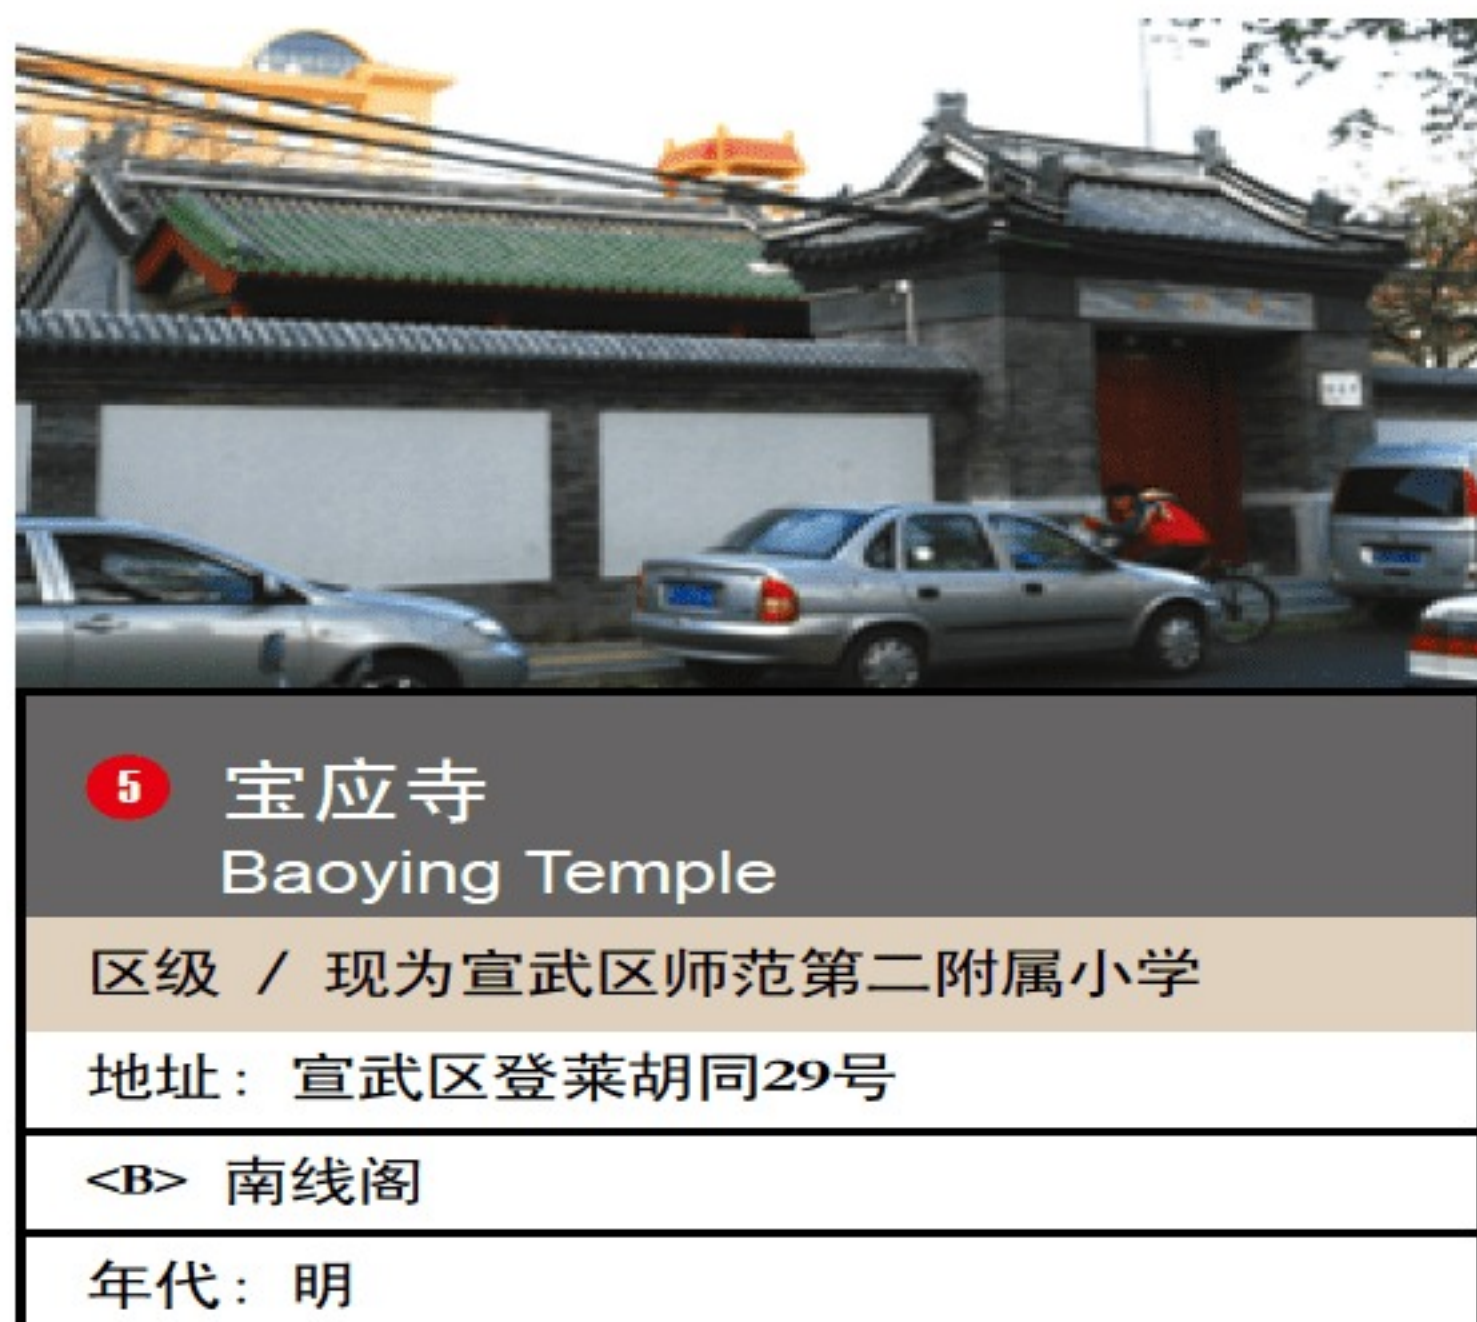 5 宝应寺
Baoying Temple
区级 / 现为宣武区师范第二附属小学
地址: 宣武区登莱胡同29号
<B> 南线阁
年代: 明